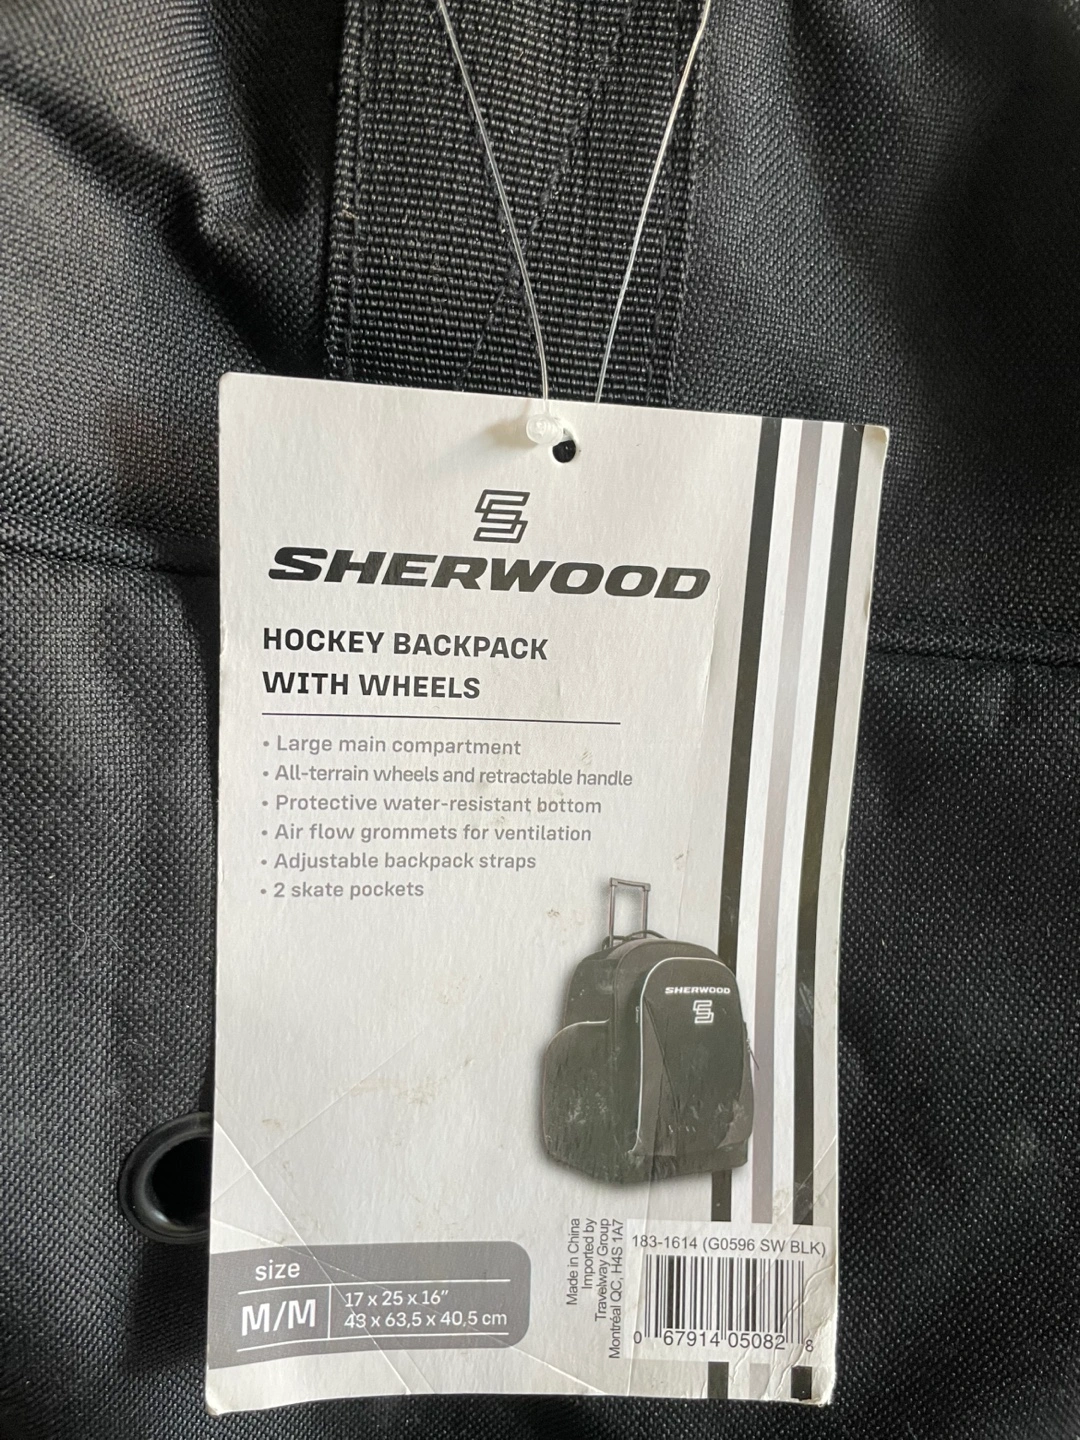 SHERWOOD
HOCKEY BACKPACK
WITH WHEELS
• Large main compartment
• All-terrain wheels and retractable handle
• Protective water-resistant bottom
• Air flow grommets for ventilation
• Adjustable backpack straps
• 2 skate pockets
SHERWOOD
size
M/M
17 x 25 x 16"
43 x 63,5 x 40,5 cm
Made in China
Imported by
Travelway Group
Montréal QC, H4S 1A7
183-1614 (G0596 SW BLK)
0 67914 05082 8